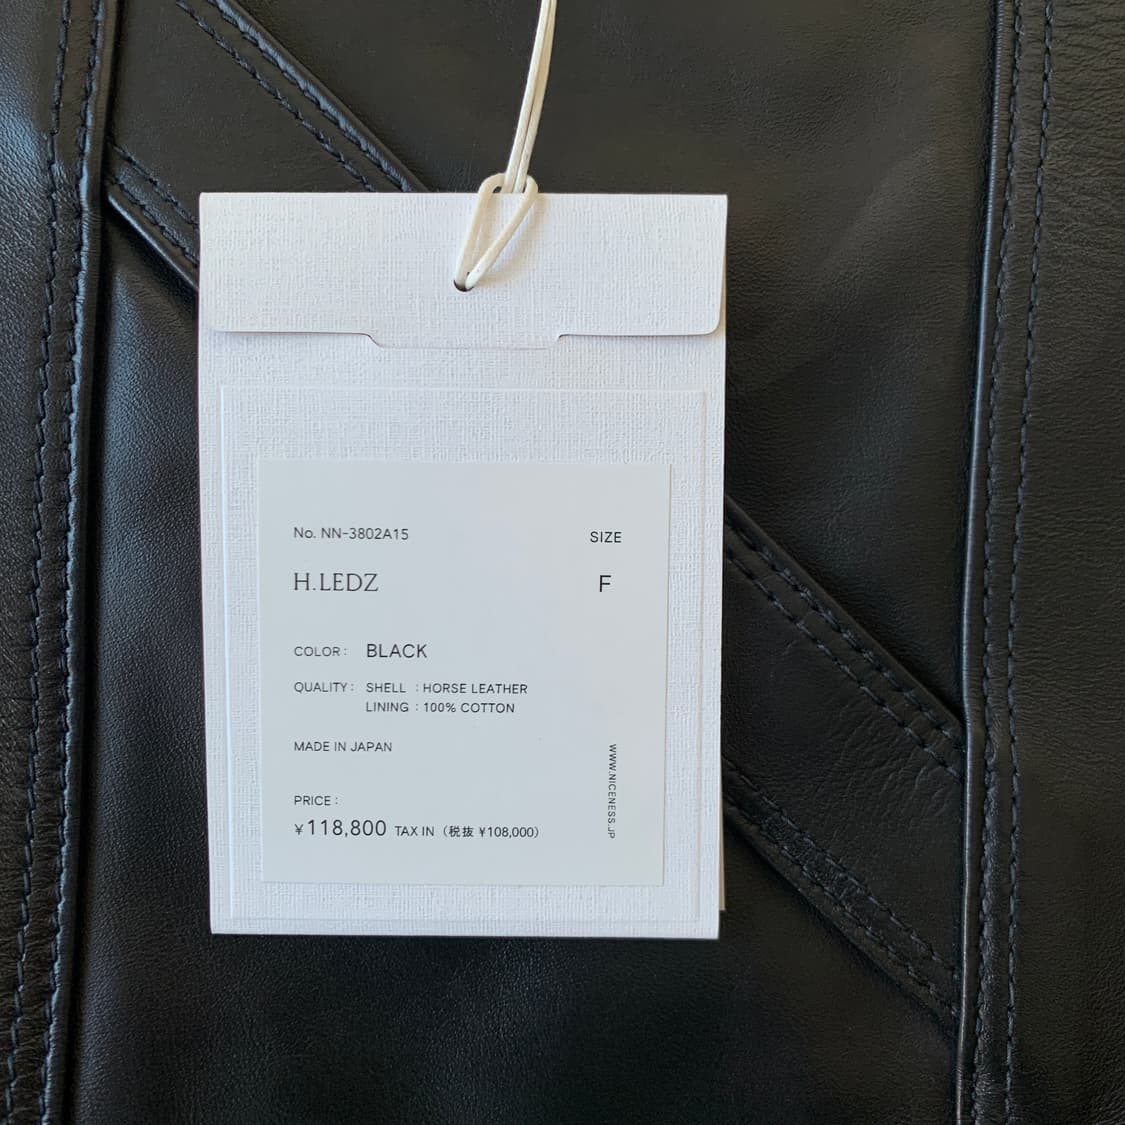 No. NN-3802A15
SIZE
H.LEDZ
F
COLOR : BLACK
QUALITY : SHELL : HORSE LEATHER
LINING : 100% COTTON
MADE IN JAPAN
PRICE :
¥118,800 TAX IN (税抜 ¥108,000)
WWW.NICENESS.JP